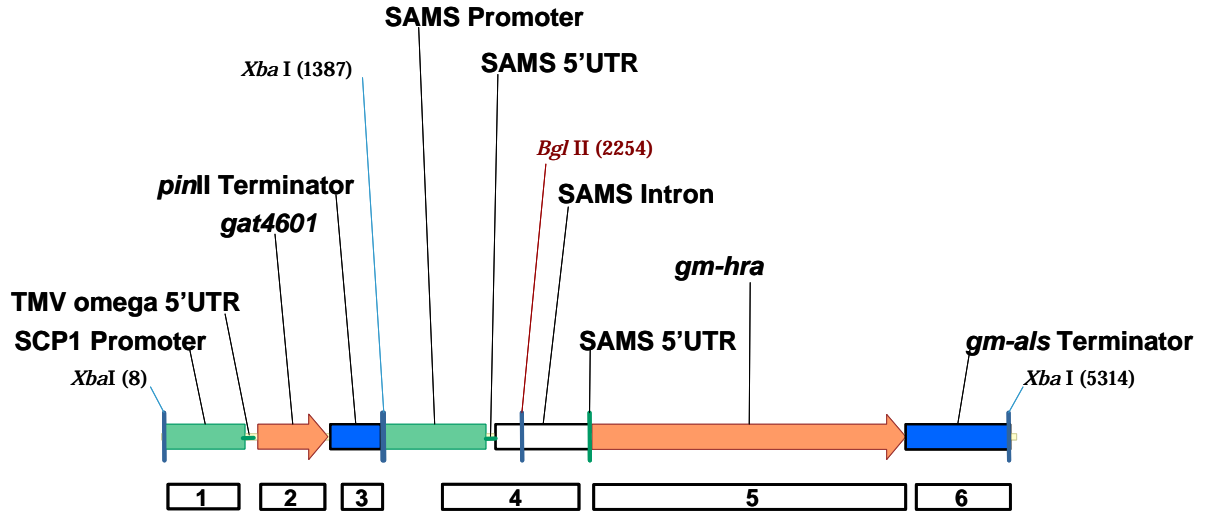 SAMS Promoter
SAMS 5’UTR
Xba I (1387)
Bgl II (2254)
pinII Terminator
SAMS Intron
gat4601
gm-hra
TMV omega 5’UTR
SCP1 Promoter
SAMS 5’UTR
gm-als Terminator
XbaI (8)
Xba I (5314)
1 2 3 4 5 6